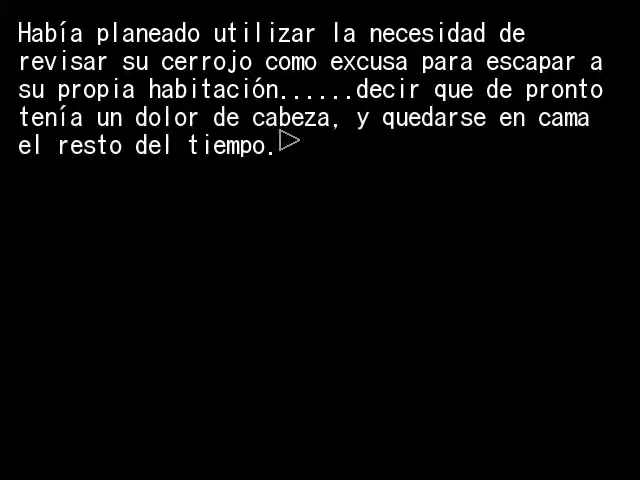 Había planeado utilizar la necesidad de
revisar su cerrojo como excusa para escapar a
su propia habitación......decir que de pronto
tenía un dolor de cabeza, y quedarse en cama
el resto del tiempo.